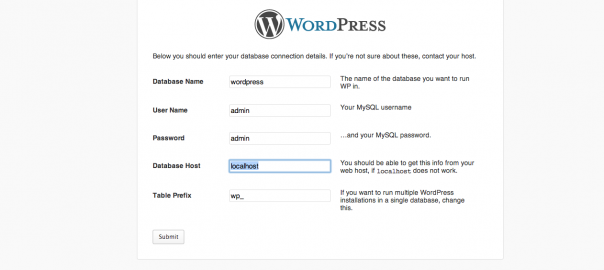 WORDPRESS
Below you should enter your database connection details. If you're not sure about these, contact your host.
Database Name
wordpress
The name of the database you want to run
WP in.
User Name
admin
Your MySQL username
Password
admin
...and your MySQL password.
Database Host
localhost
You should be able to get this info from your
web host, if localhost does not work.
Table Prefix
wp_
If you want to run multiple WordPress
installations in a single database, change
this.
Submit